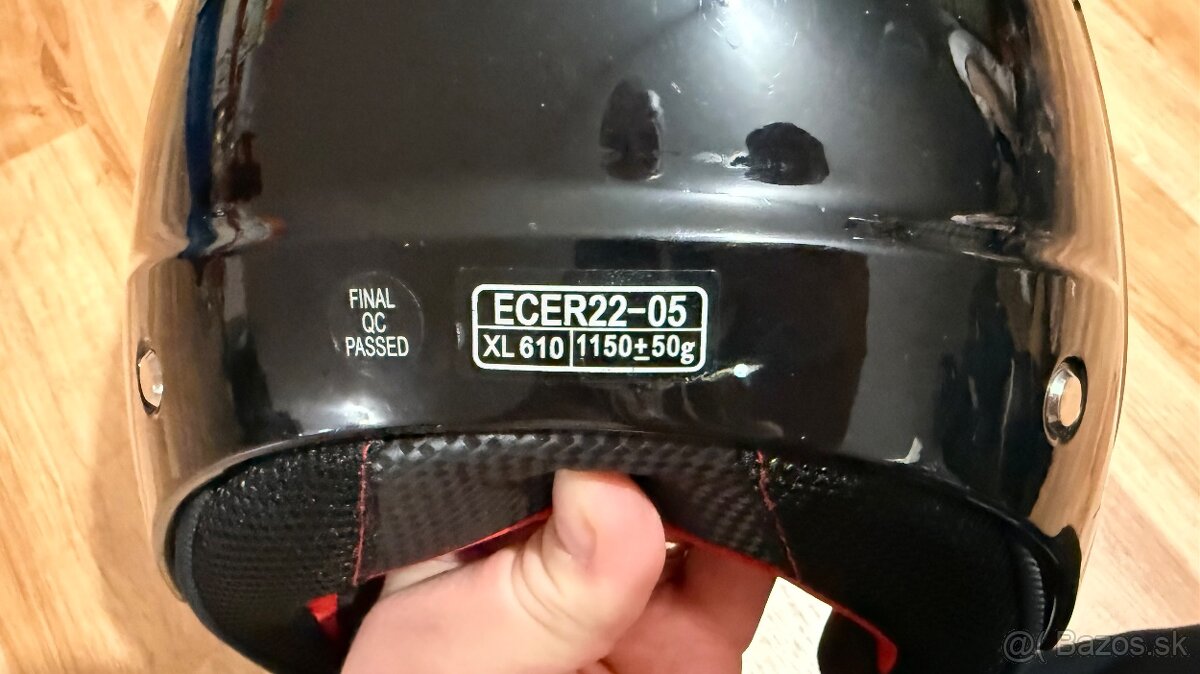 FINAL
QC
PASSED
ECER22-05
XL 610 1150±50g
Bazos.sk